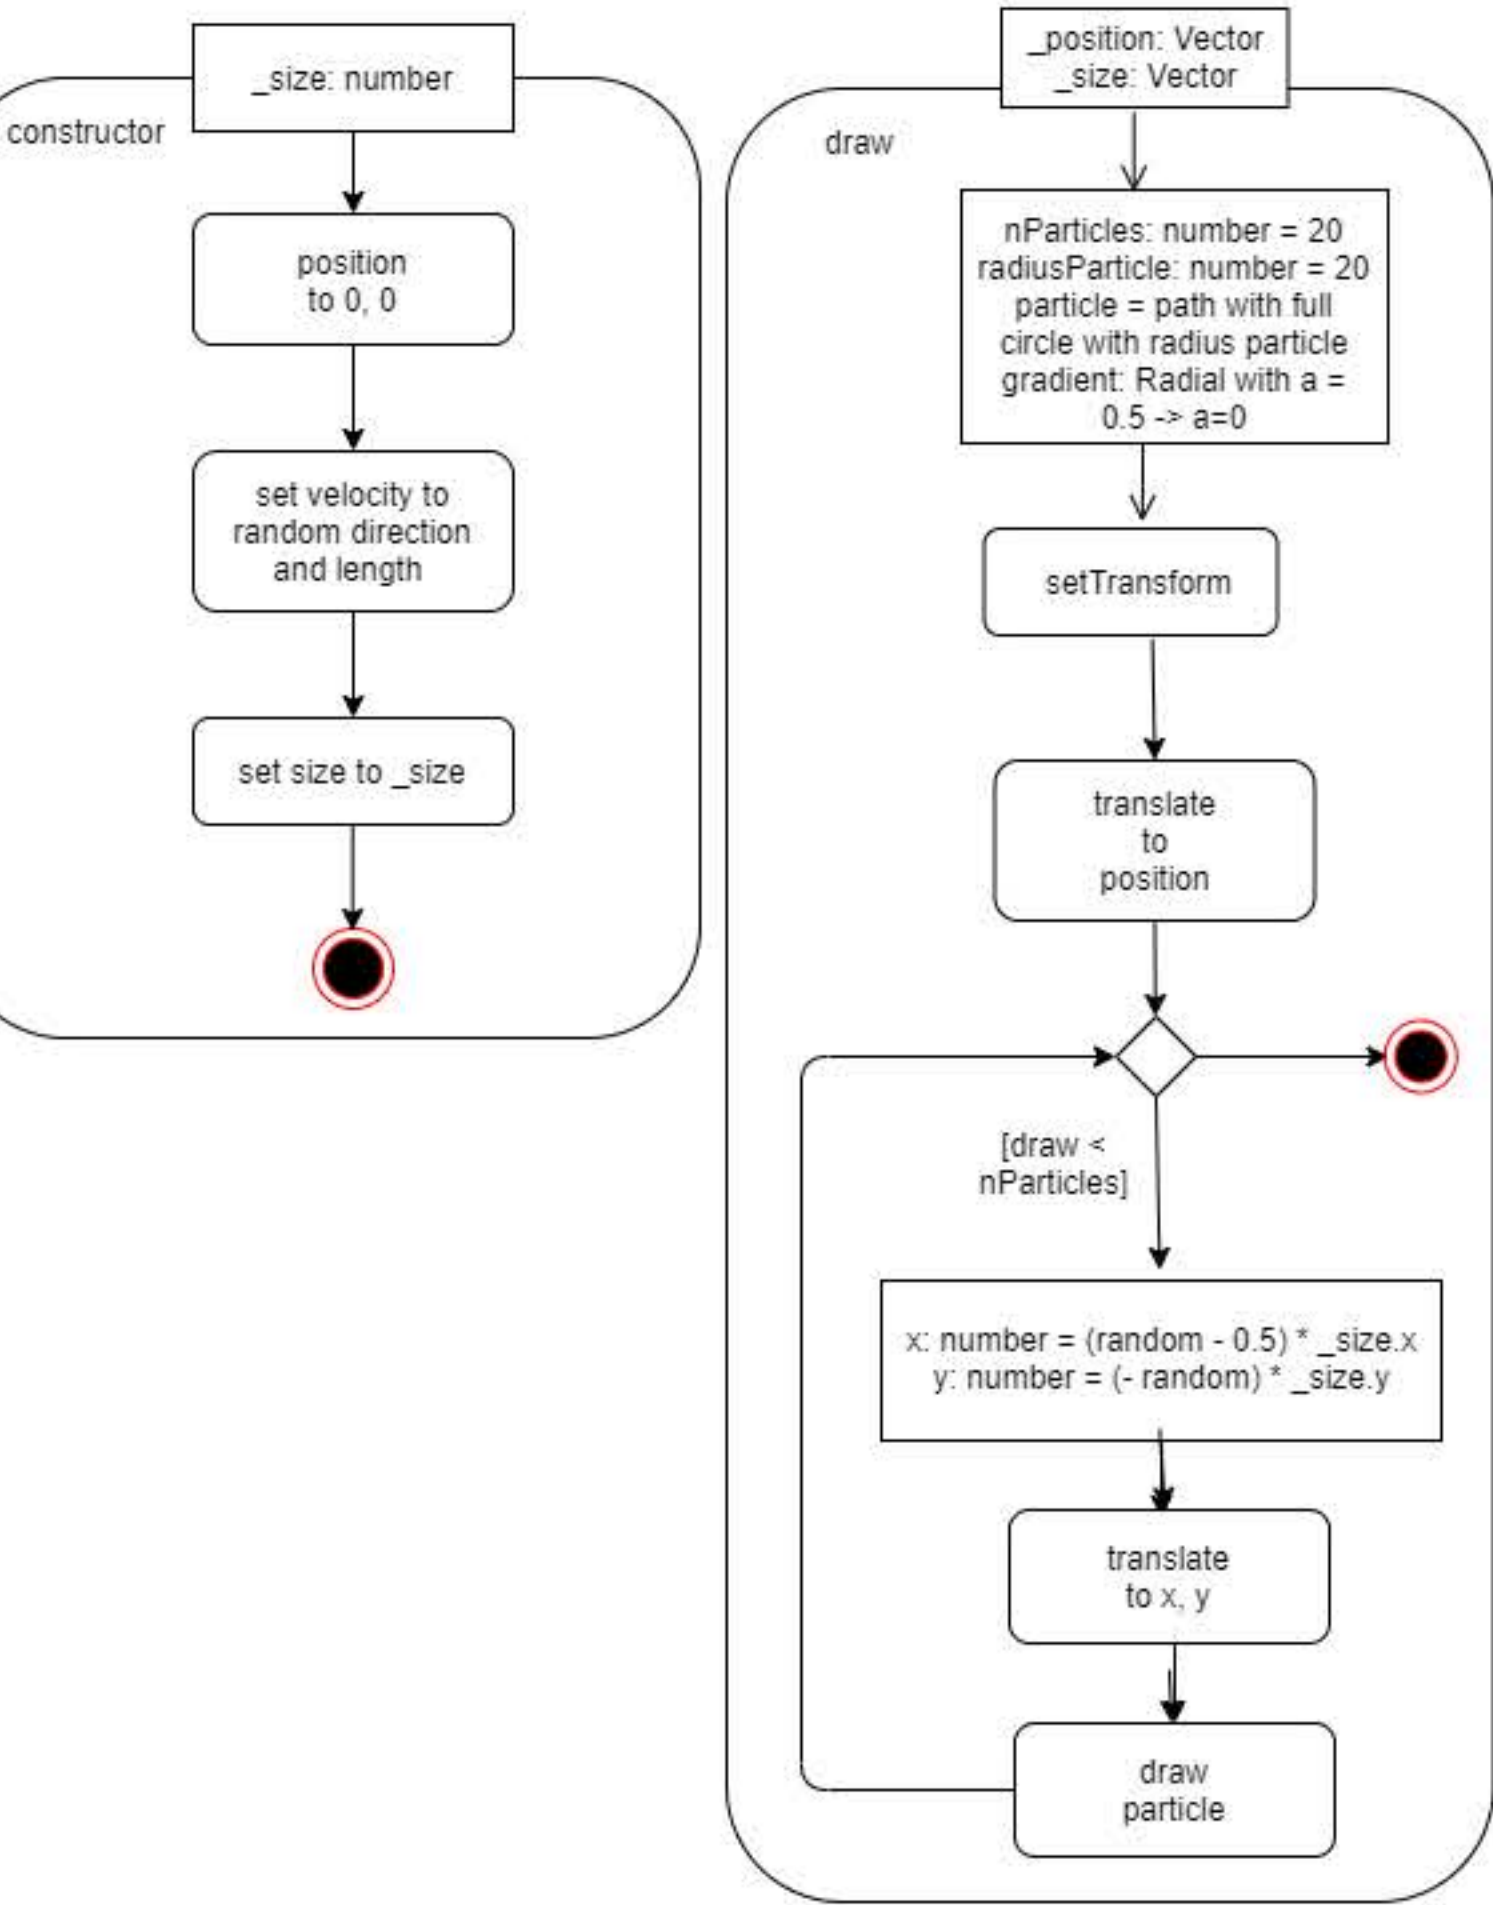 _size: number
constructor
position
to 0, 0
set velocity to
random direction
and length
set size to _size
_position: Vector
_size: Vector
draw
nParticles: number = 20
radiusParticle: number = 20
particle = path with full
circle with radius particle
gradient: Radial with a =
0.5 -> a=0
setTransform
translate
to
position
[draw <
nParticles]
x: number = (random - 0.5) * _size.x
y: number = (- random) * _size.y
translate
to x, y
draw
particle